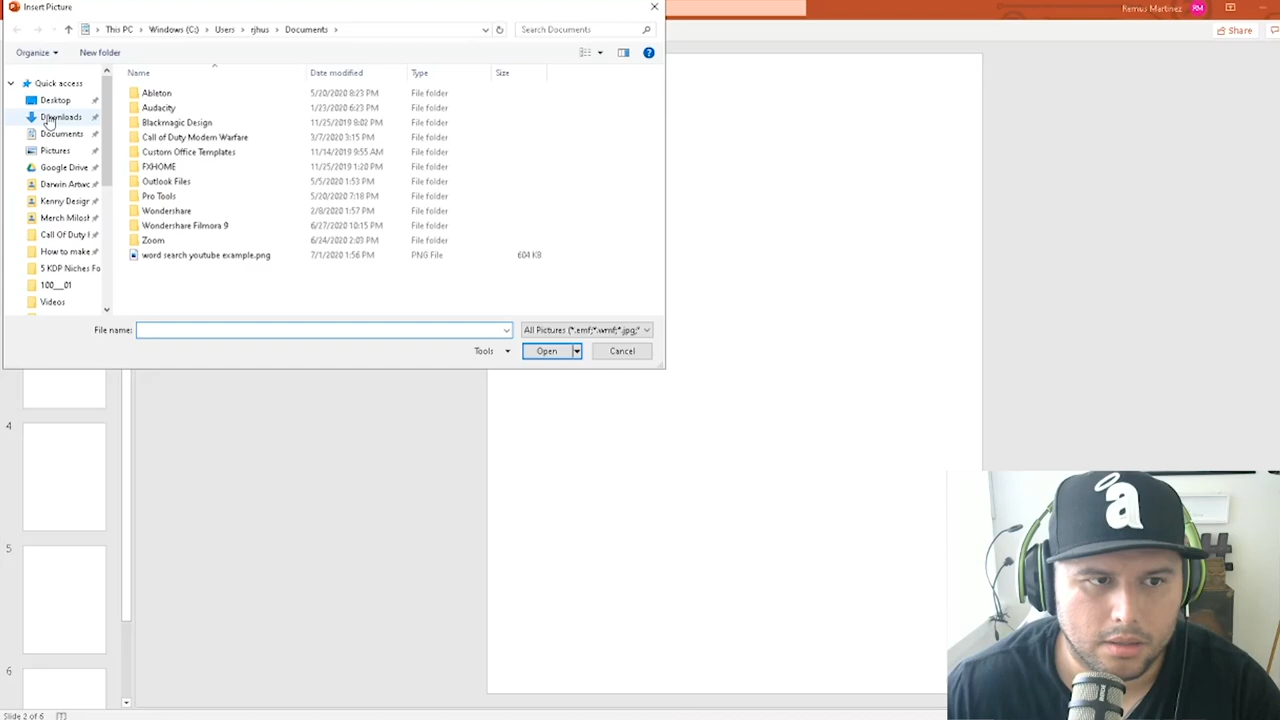 Insert Picture
Remus Martinez RM
This PC > Windows (C:) > Users > rjhus > Documents >
Search Documents
Share
Organize
New folder
Name Date modified Type Size
Quick access
Desktop
Downloads
Documents
Pictures
Google Drive
Darwin Artwc
Kenny Desigr
Merch Milost
Call Of Duty I
How to make
5 KDP Niches Fo
100__01
Videos
Ableton 5/20/2020 8:23 PM File folder
Audacity 1/23/2020 6:23 PM File folder
Blackmagic Design 11/25/2019 8:02 PM File folder
Call of Duty Modern Warfare 3/7/2020 3:15 PM File folder
Custom Office Templates 11/14/2019 9:55 AM File folder
FXHOME 11/25/2019 1:20 PM File folder
Outlook Files 5/5/2020 1:53 PM File folder
Pro Tools 5/20/2020 7:18 PM File folder
Wondershare 2/8/2020 1:57 PM File folder
Wondershare Filmora 9 6/27/2020 10:15 PM File folder
Zoom 6/24/2020 2:03 PM File folder
word search youtube example.png 7/1/2020 1:56 PM PNG File 604 KB
File name:
All Pictures (*.emf;*.wmf;*.jpg;*
Tools
Open
Cancel
4
5
6
a
Slide 2 of 6